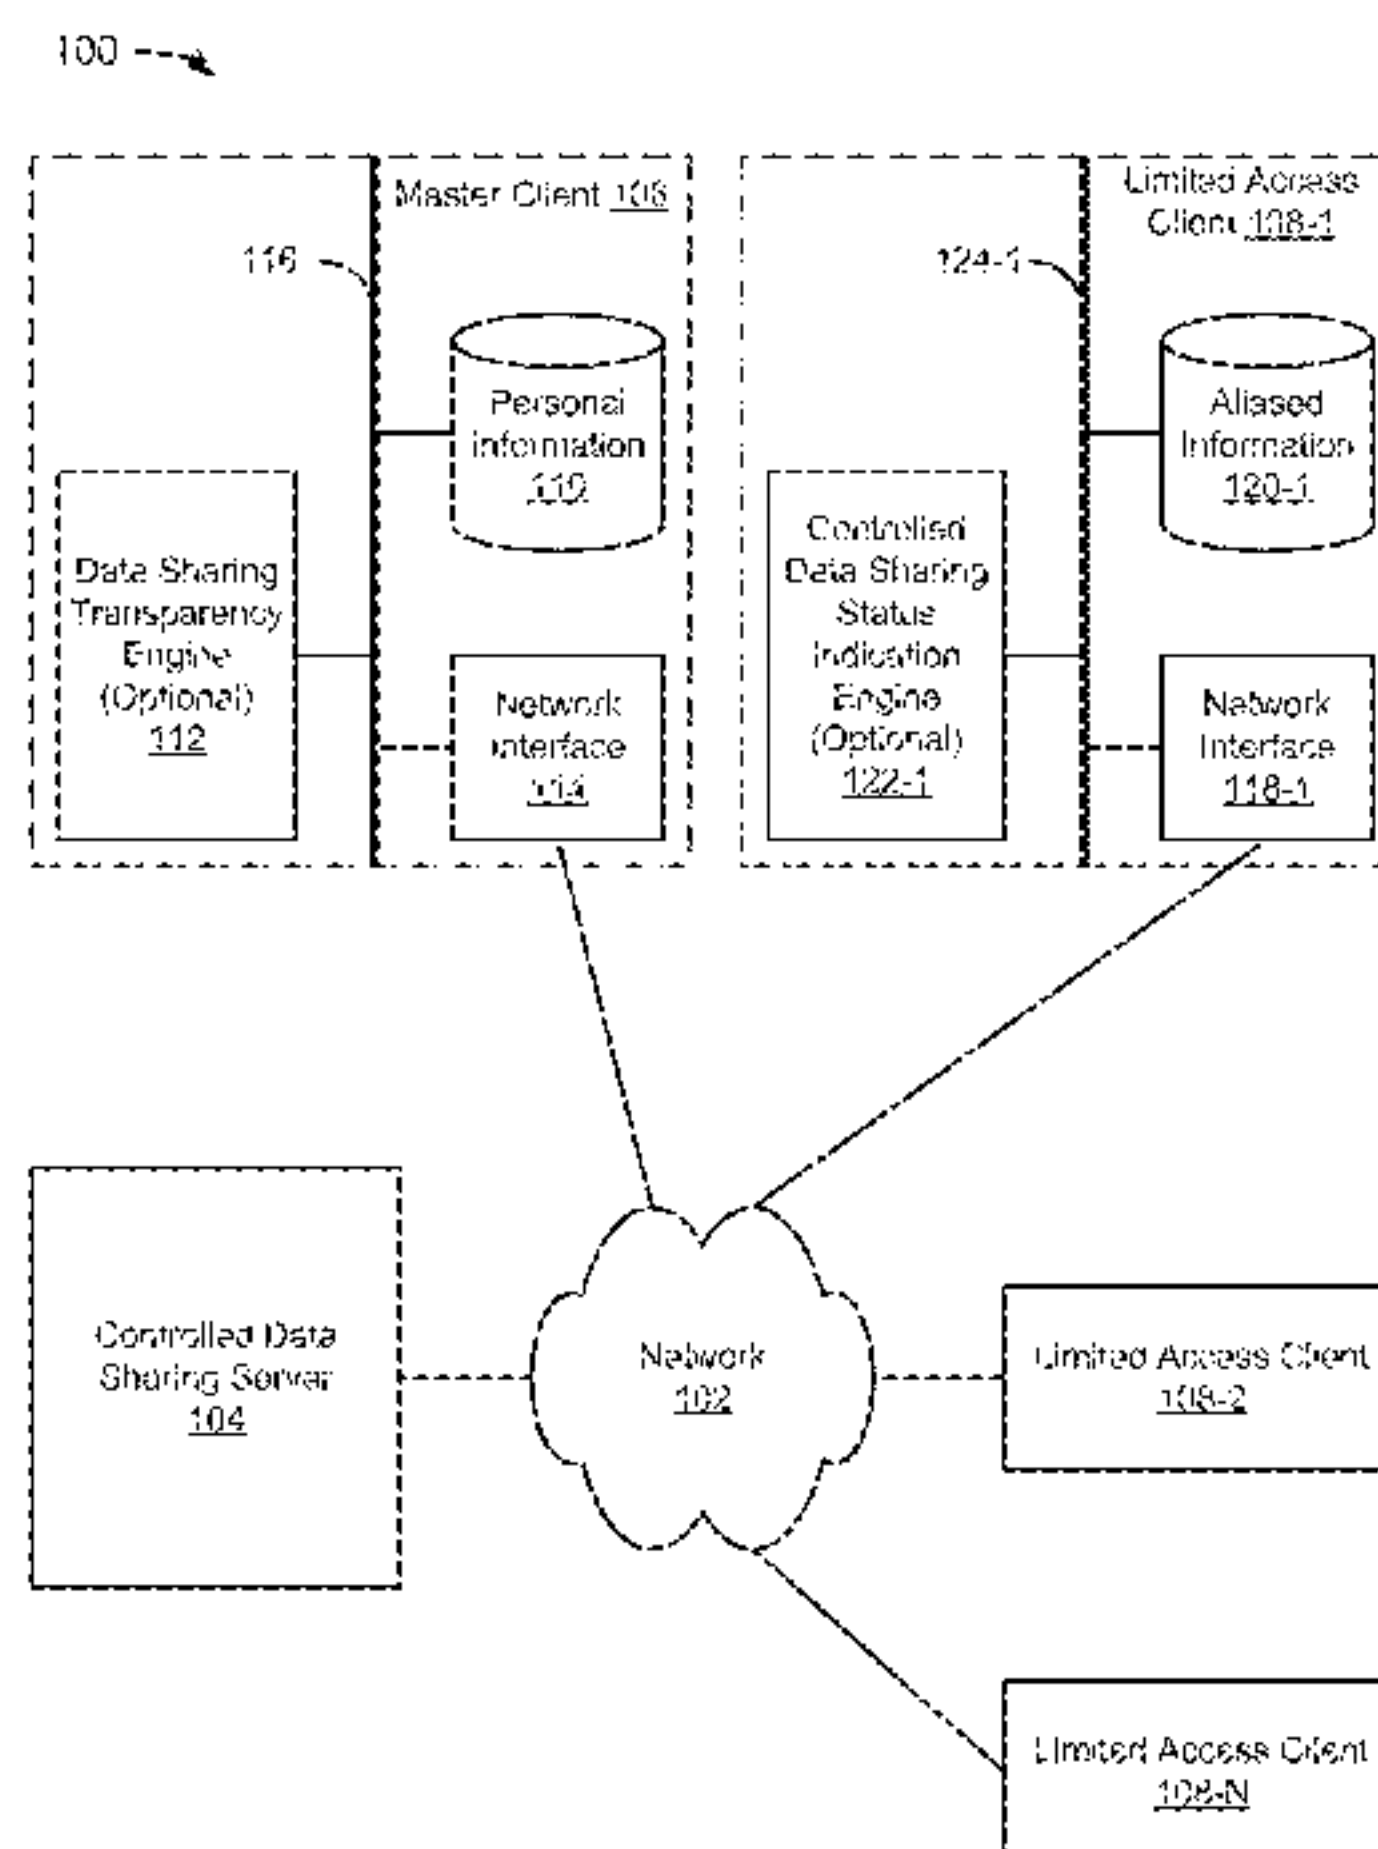 100
Master Client 106
116
Personal
Information
110
Data Sharing
Transparency
Engine
(Optional)
112
Network
Interface
114
Limited Access
Client 108-1
124-1
Aliased
Information
120-1
Controlled
Data Sharing
Status
Indication
Engine
(Optional)
122-1
Network
Interface
118-1
Controlled Data
Sharing Server
104
Network
102
Limited Access Client
108-2
Limited Access Client
108-N